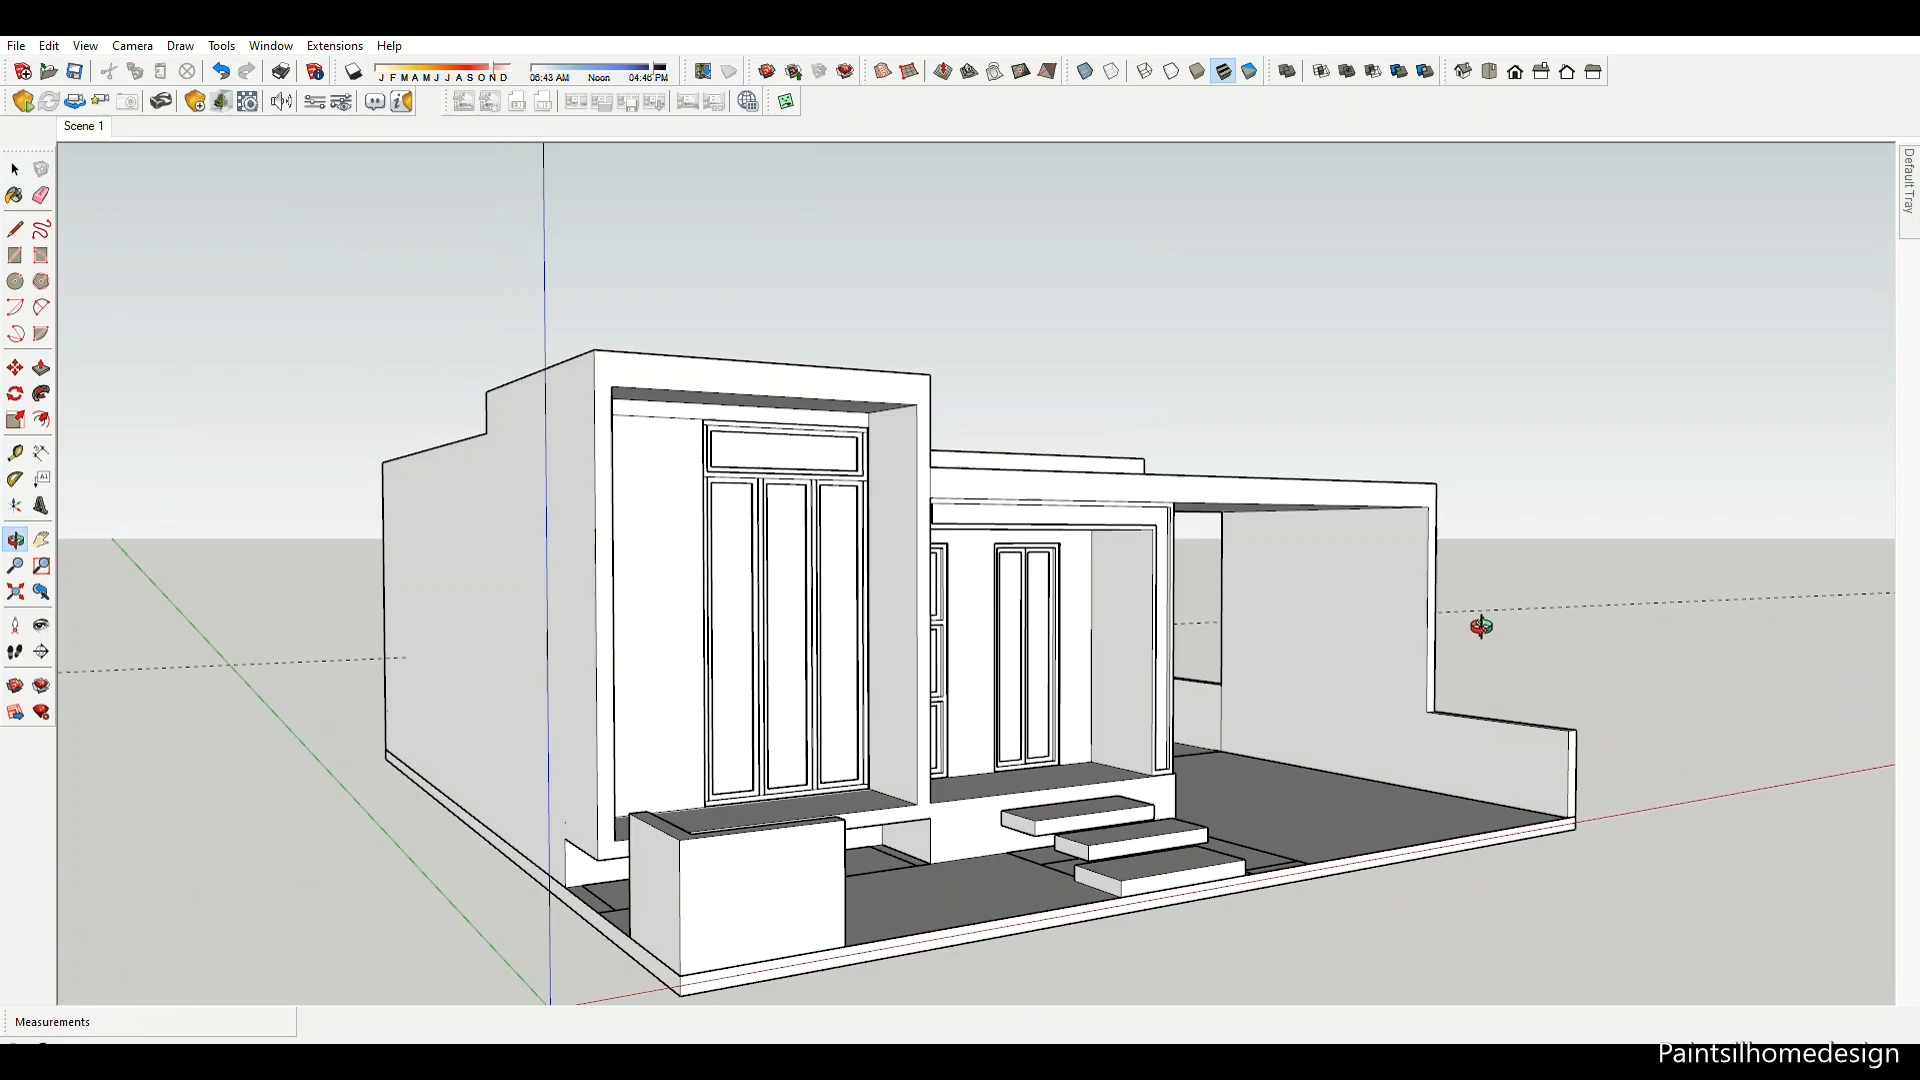 File Edit View Camera Draw Tools Window Extensions Help
J F M A M J J A S O N D
06:43 AM Noon 04:46 PM
Scene 1
Default Tray
Measurements
Paintsilhomedesign